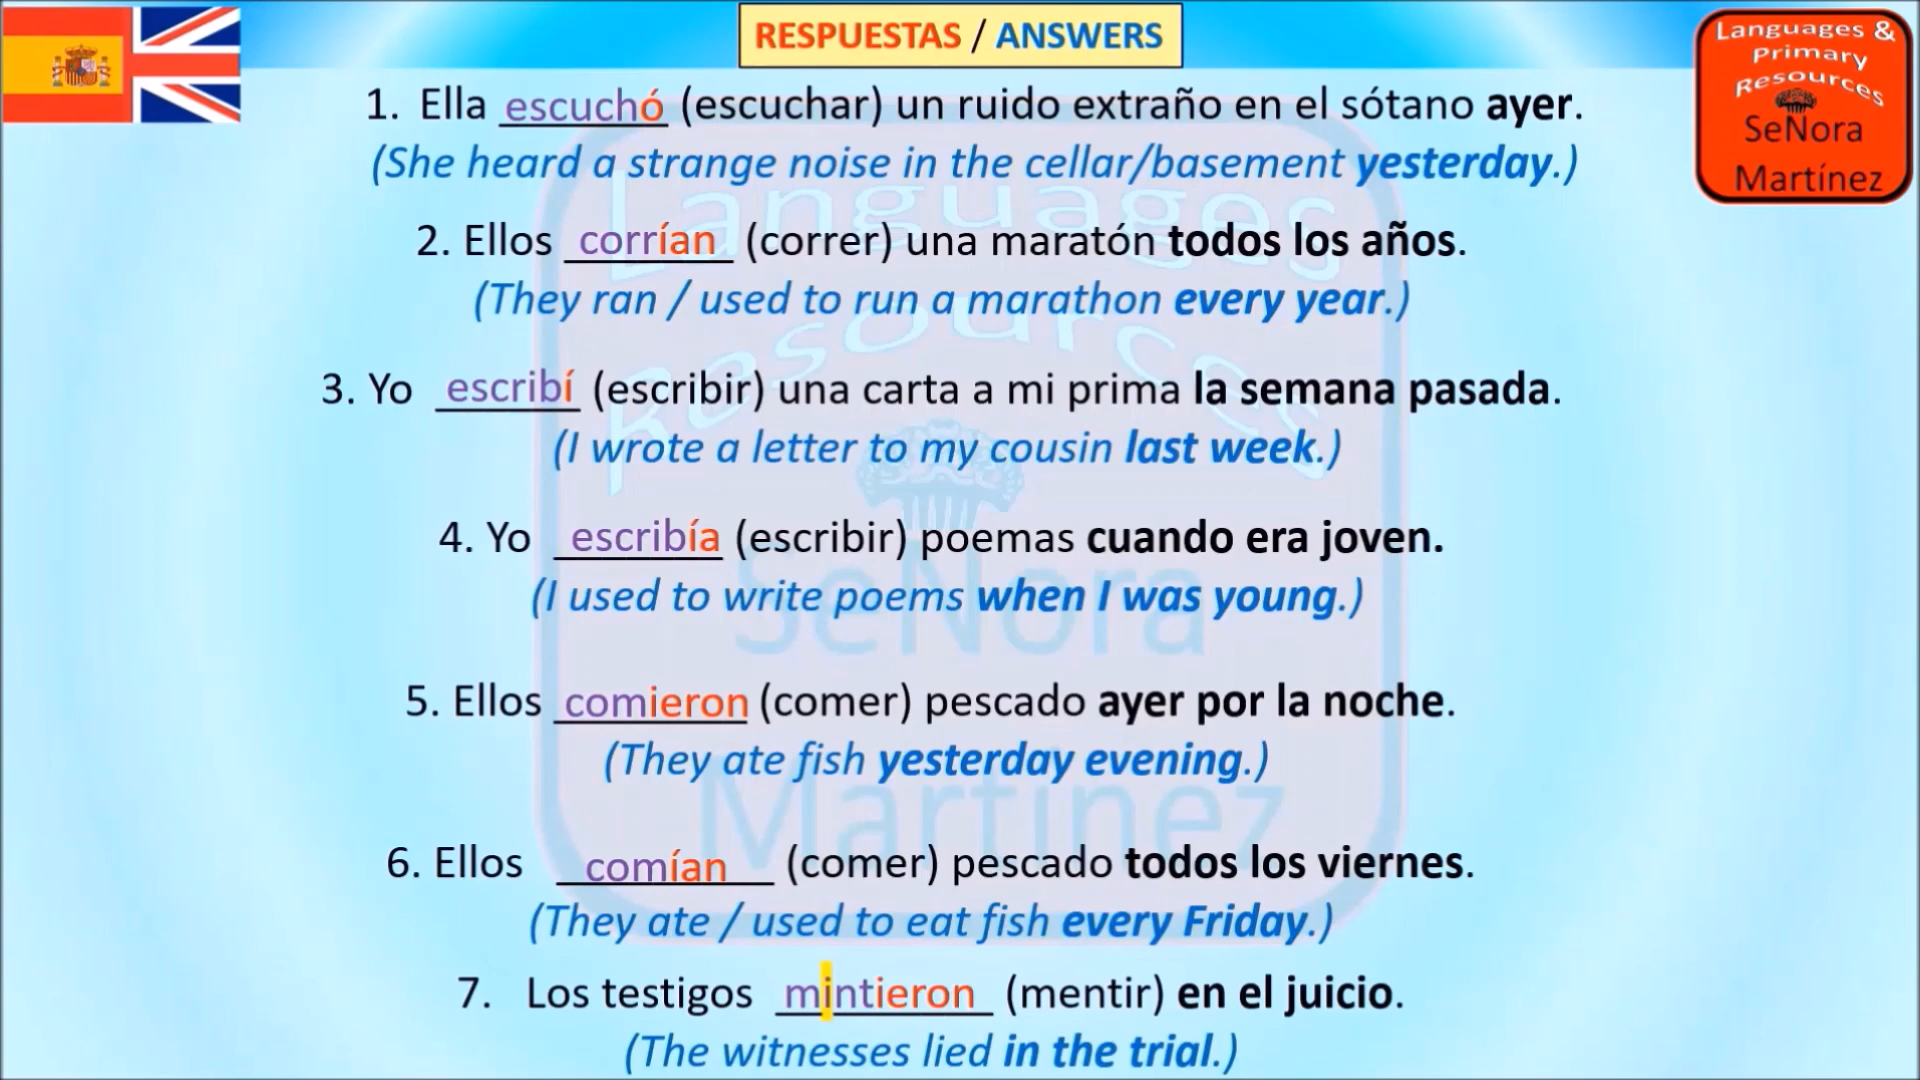 RESPUESTAS / ANSWERS
Languages &
Primary
Resources
SeNora
Martínez
1. Ella escuchó (escuchar) un ruido extraño en el sótano ayer.
(She heard a strange noise in the cellar/basement yesterday.)
2. Ellos corrían (correr) una maratón todos los años.
(They ran / used to run a marathon every year.)
3. Yo escribí (escribir) una carta a mi prima la semana pasada.
(I wrote a letter to my cousin last week.)
4. Yo escribía (escribir) poemas cuando era joven.
(I used to write poems when I was young.)
5. Ellos comieron (comer) pescado ayer por la noche.
(They ate fish yesterday evening.)
6. Ellos comían (comer) pescado todos los viernes.
(They ate / used to eat fish every Friday.)
7. Los testigos mintieron (mentir) en el juicio.
(The witnesses lied in the trial.)
Languages
Resources
SeNora
Martínez